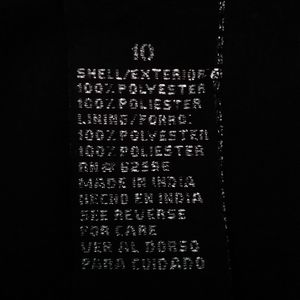 10
SHELL/EXTERIOR
100% POLYESTER
100% POLIESTER
LINING/FORRO:
100% POLYESTER
100% POLIESTER
RN#
MADE IN INDIA
HECHO EN INDIA
SEE REVERSE
FOR CARE
VER AL DORSO
PARA CUIDADO